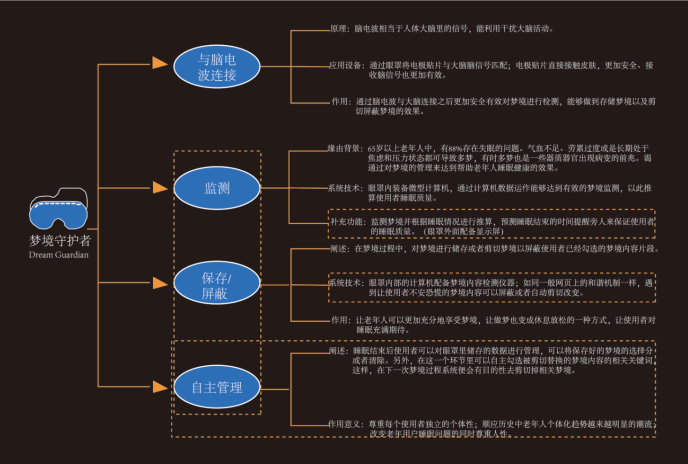 原理：脑电波相当于人体大脑里的信号，能利用干扰大脑活动。
与脑电
波连接
应用设备：通过眼罩将电极贴片与大脑脑信号匹配；电极贴片直接接触皮肤，更加安全、接
收脑信号也更加有效。
作用：通过脑电波与大脑连接之后更加安全有效对梦境进行检测，能够做到存储梦境以及剪
切屏蔽梦境的效果。
缘由背景：65岁以上老年人中，有88%存在失眠的问题。气血不足、劳累过度或是长期处于
焦虑和压力状态都可导致多梦，有时多梦也是一些器质器官出现病变的前兆。渴
通过对梦境的管理来达到帮助老年人睡眠健康的效果。
监测
系统技术：眼罩内装备微型计算机，通过计算机数据运作能够达到有效的梦境监测，以此推
算使用者睡眠质量。
补充功能：监测梦境并根据睡眠情况进行推算，预测睡眠结束的时间提醒旁人来保证使用者
的睡眠质量。（眼罩外面配备显示屏）
梦境守护者
Dream Guardian
阐述：在梦境过程中，对梦境进行储存或者剪切梦境以屏蔽使用者已经勾选的梦境内容片段。
保存/
屏蔽
系统技术：眼罩内部的计算机配备梦境内容检测仪器；如同一般网页上的和谐机制一样，遇
到让使用者不安恐慌的梦境内容可以屏蔽或者自动剪切改变。
作用：让老年人可以更加充分地享受梦境，让做梦也变成休息放松的一种方式，让使用者对
睡眠充满期待。
阐述：睡眠结束后使用者可以对眼罩里储存的数据进行管理，可以将保存好的梦境的选择分
或者清除。另外，在这一个环节里可以自主勾选被剪切替换的梦境内容的相关关键词
这样，在下一次梦境过程系统便会有目的性去剪切掉相关梦境。
自主管理
作用意义：尊重每个使用者独立的个体性；顺应历史中老年人个体化趋势越来越明显的潮流
改变老年用户睡眠问题的同时尊重人性。